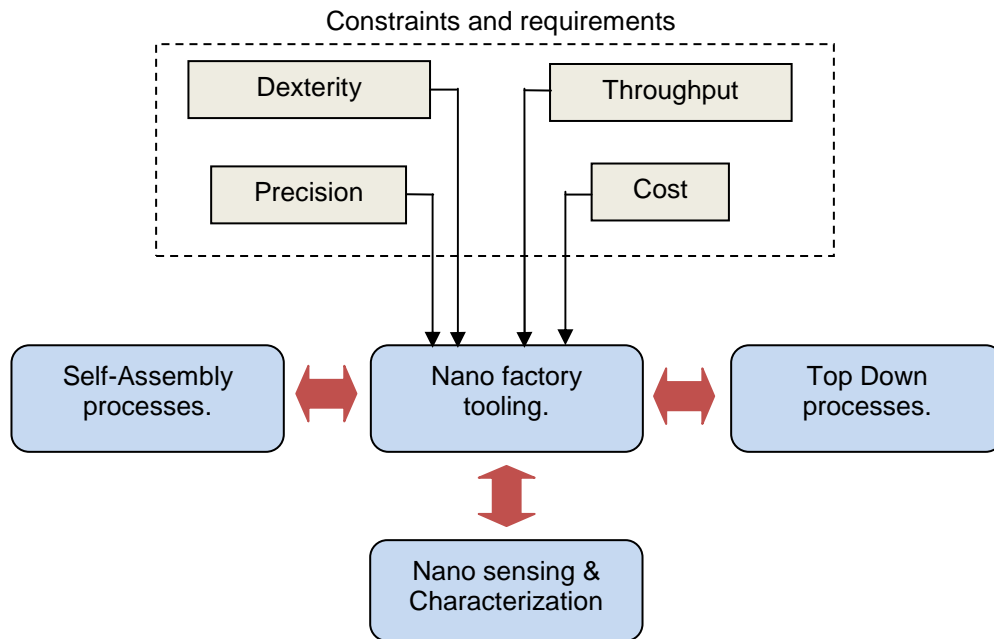 Constraints and requirements
Dexterity
Throughput
Precision
Cost
Self-Assembly
processes.
Nano factory
tooling.
Top Down
processes.
Nano sensing &
Characterization